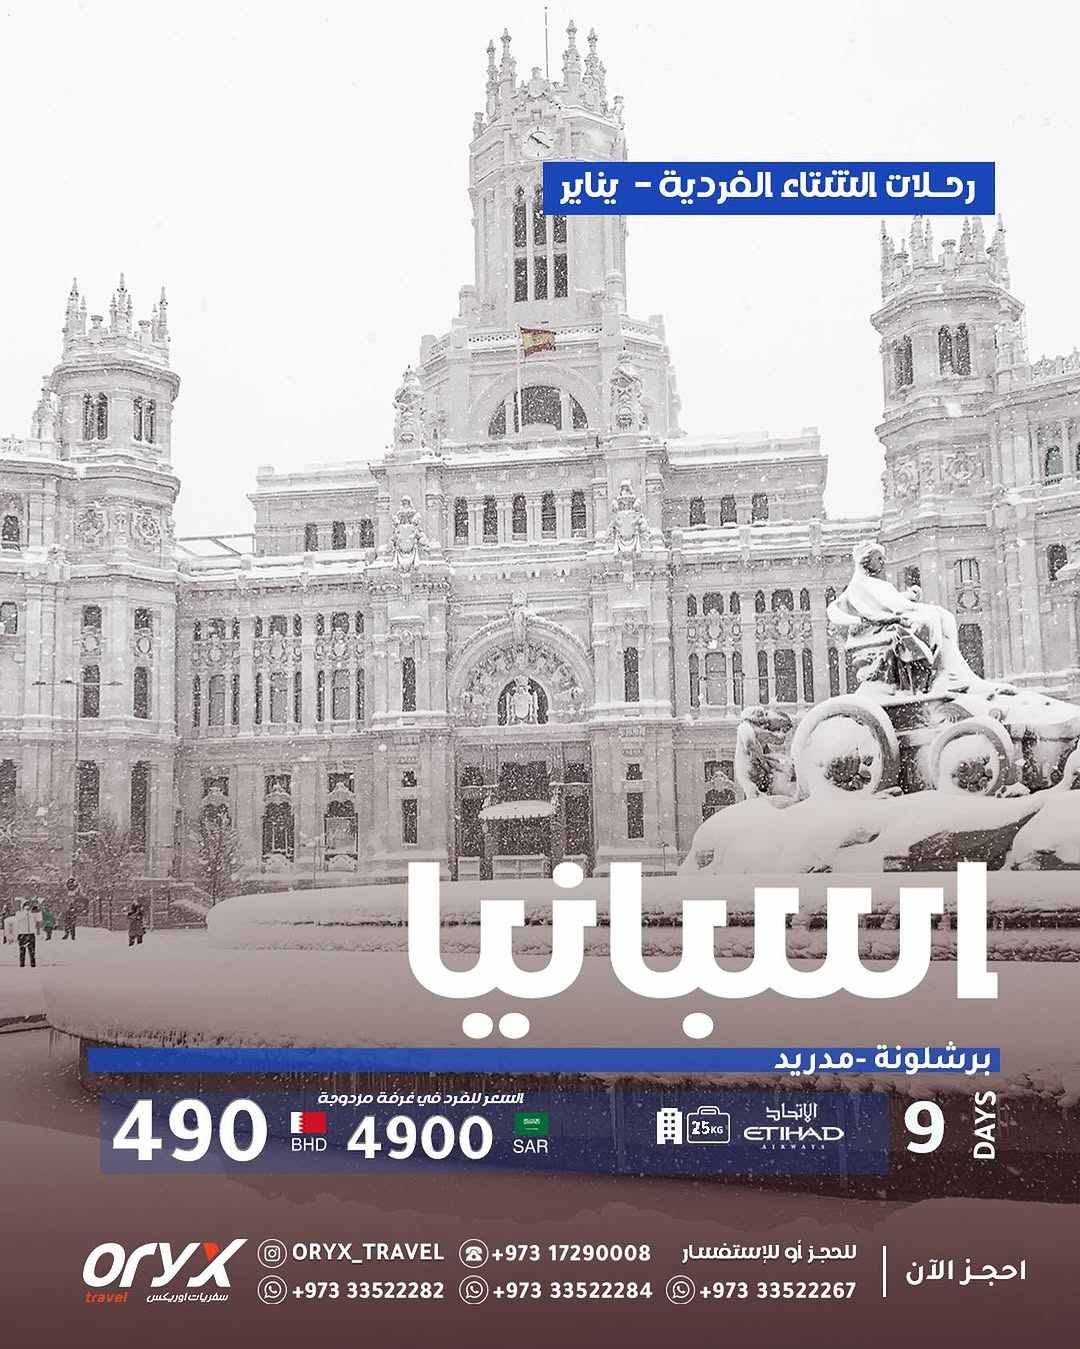 رحلات الشتاء الفردية - يناير
اسبانيا
برشلونة -مدريد
9 DAYS
الإتحاد
ETIHAD
AIRWAYS
25KG
السعر للفرد في غرفة مزدوجة
SAR 4900
BHD 490
احجز الآن
للحجز أو للإستفسار
+973 17290008
ORYX_TRAVEL
+973 33522267
+973 33522284
+973 33522282
oryx
travel سفريات اوريكس